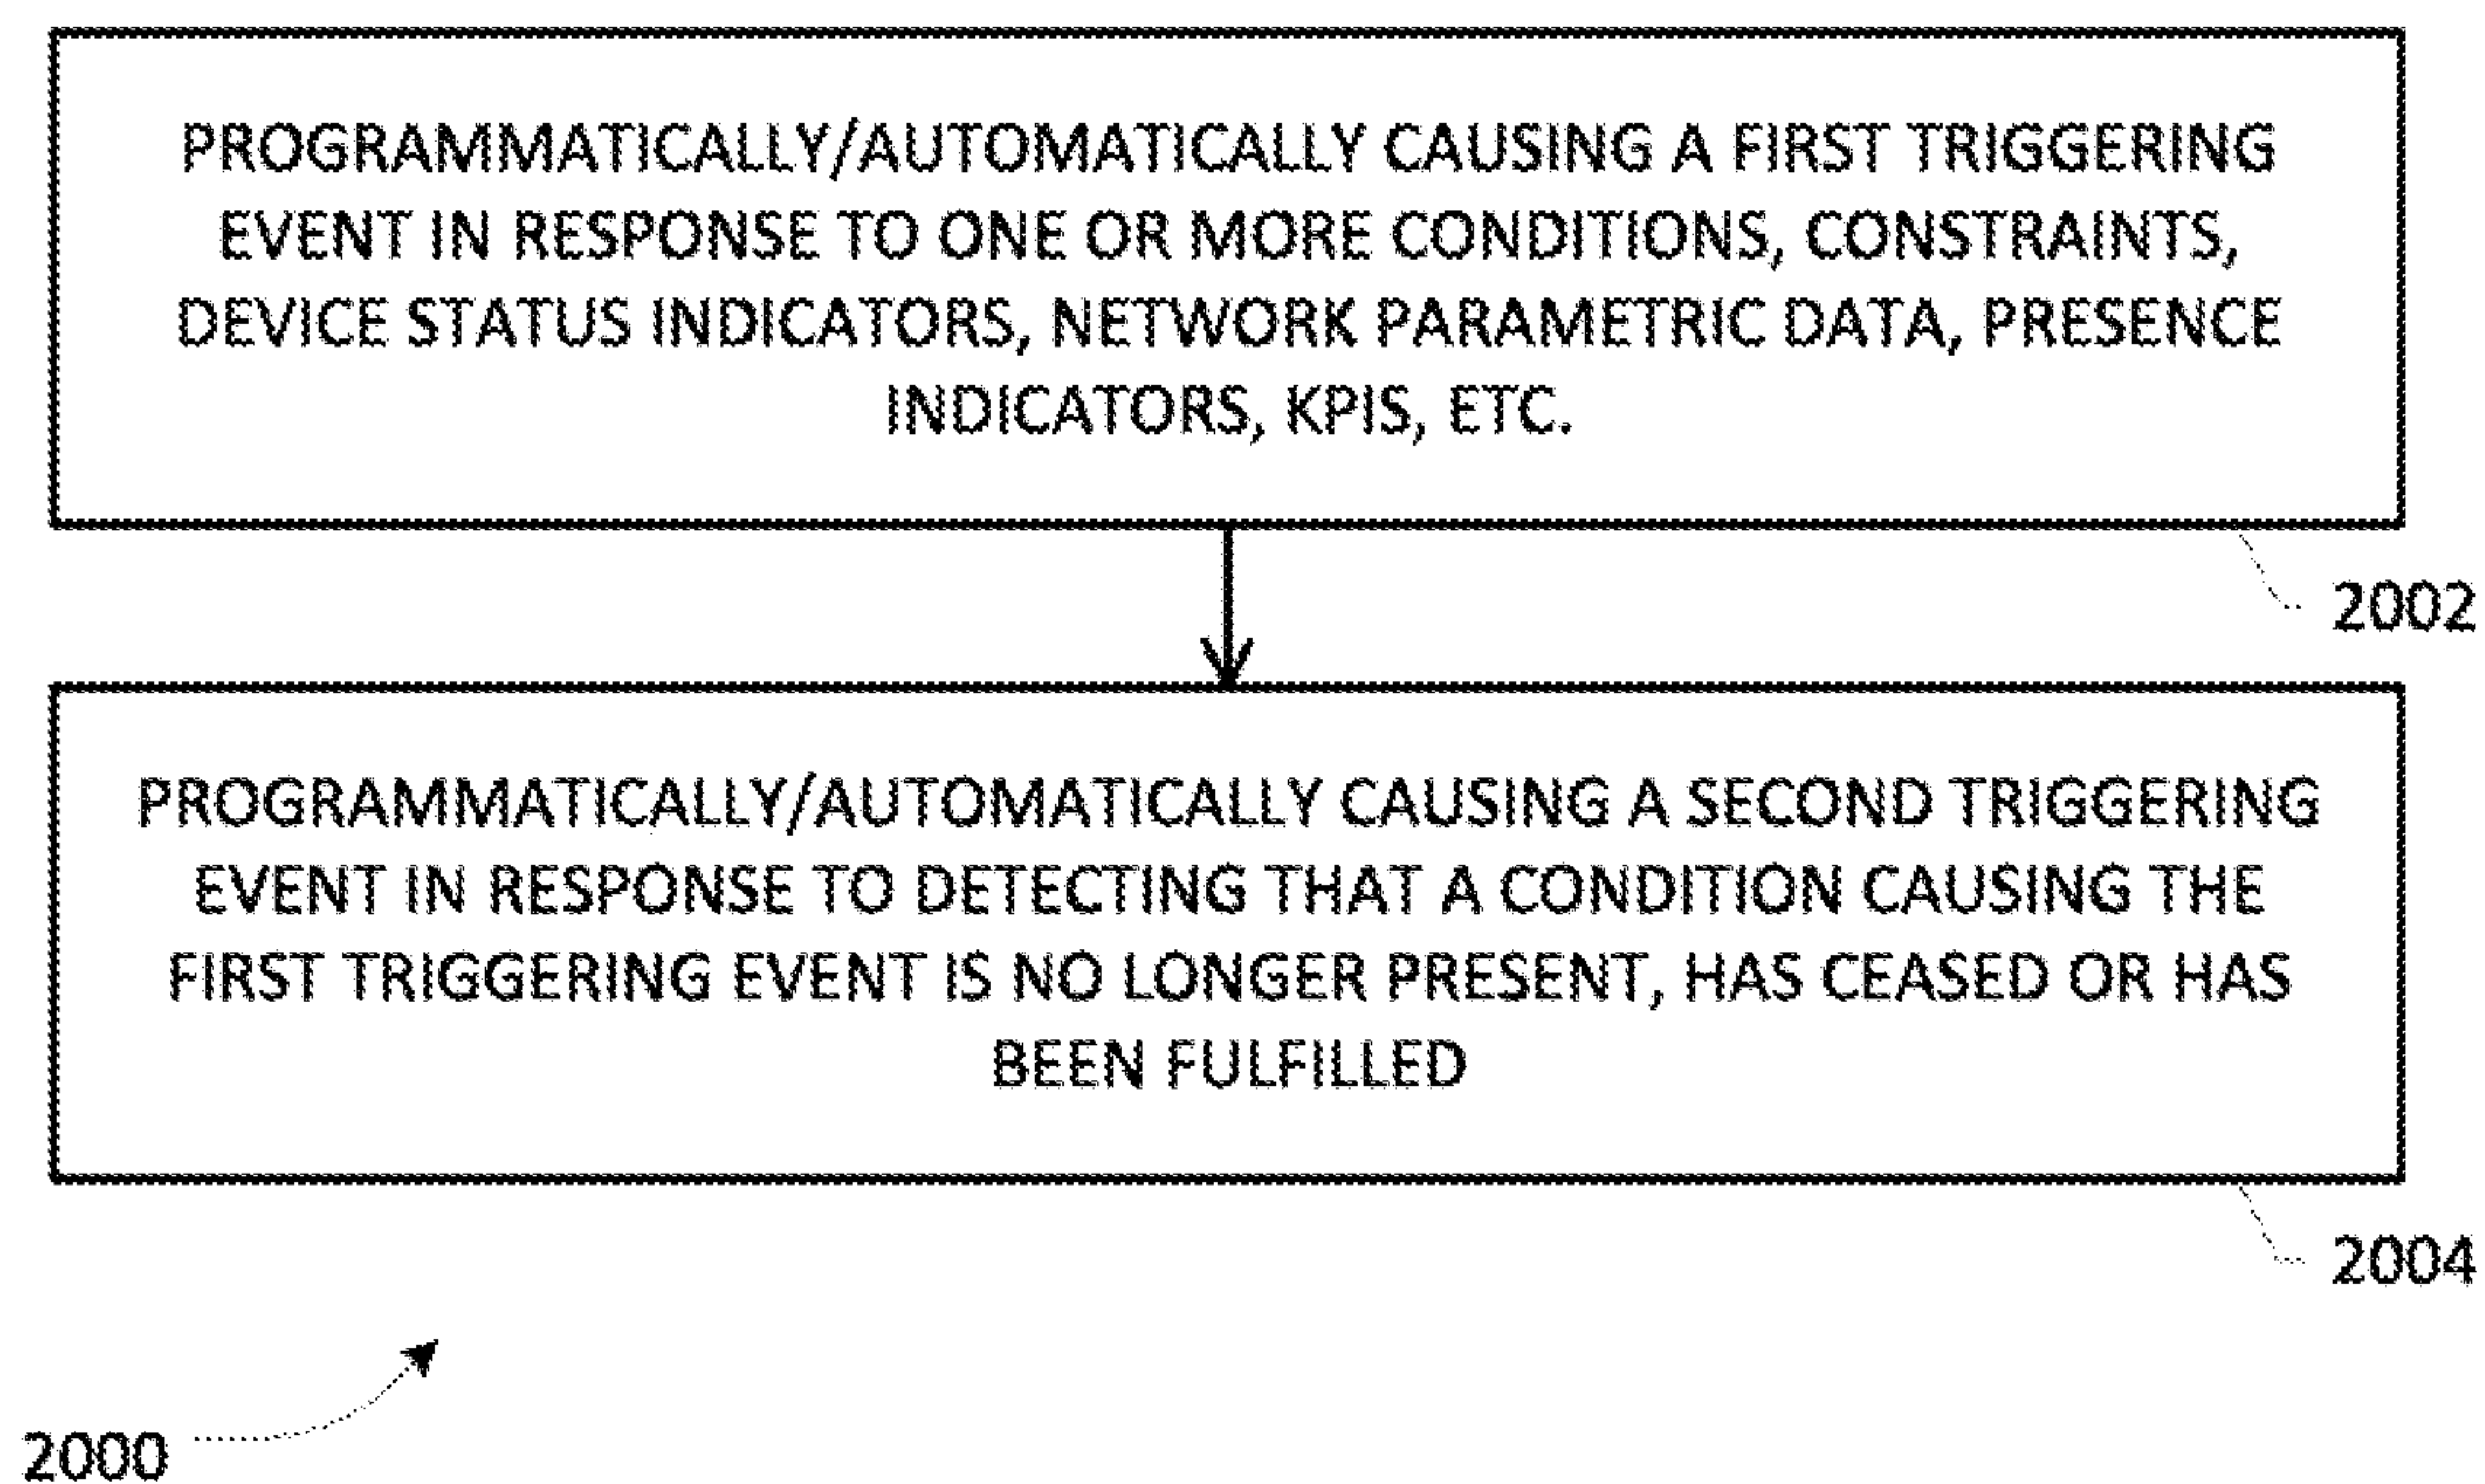 PROGRAMMATICALLY/AUTOMATICALLY CAUSING A FIRST TRIGGERING
EVENT IN RESPONSE TO ONE OR MORE CONDITIONS, CONSTRAINTS,
DEVICE STATUS INDICATORS, NETWORK PARAMETRIC DATA, PRESENCE
INDICATORS, KPIS, ETC.
2002
PROGRAMMATICALLY/AUTOMATICALLY CAUSING A SECOND TRIGGERING
EVENT IN RESPONSE TO DETECTING THAT A CONDITION CAUSING THE
FIRST TRIGGERING EVENT IS NO LONGER PRESENT, HAS CEASED OR HAS
BEEN FULFILLED
2004
2000